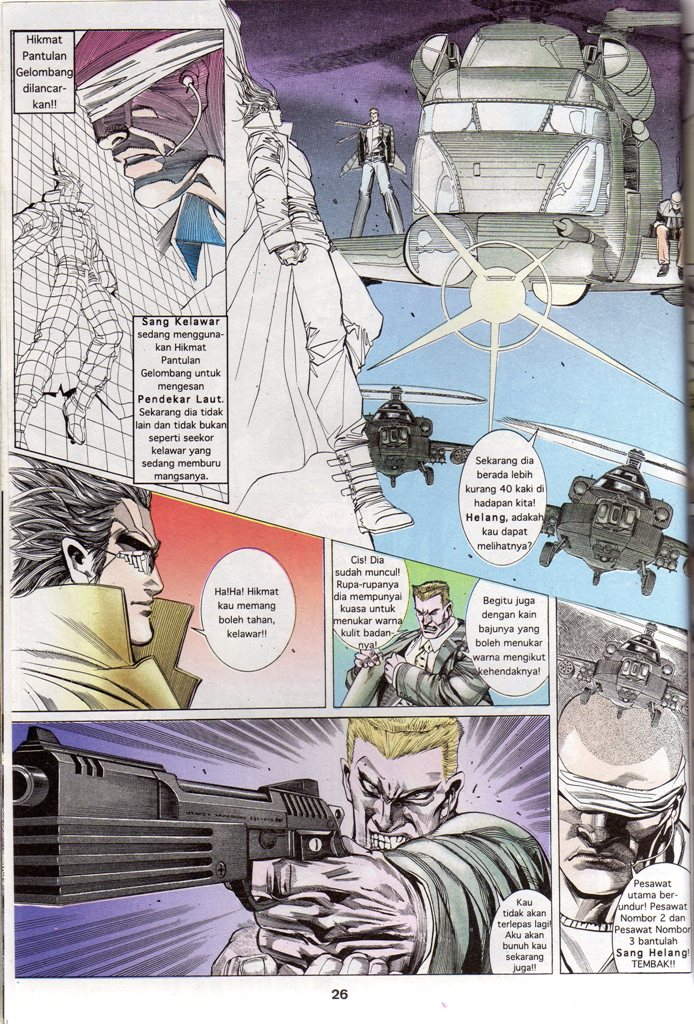 Hikmat
Pantulan
Gelombang
dilancar-
kan!!
Sang Kelawar
sedang mengguna-
kan Hikmat
Pantulan
Gelombang untuk
mengesan
Pendekar Laut.
Sekarang dia tidak
lain dan tidak bukan
seperti seekor
kelawar yang
sedang memburu
mangsanya.
Sekarang dia
berada lebih
kurang 40 kaki di
hadapan kita!
Helang, adakah
kau dapat
melihatnya?
Ha!Ha! Hikmat
kau memang
boleh tahan,
kelawar!!
Cis! Dia
sudah muncul!
Rupa-rupanya
dia mempunyai
kuasa untuk
menukar warna
kulit badan-
nya!
Begitu juga
dengan kain
bajunya yang
boleh menukar
warna mengikut
kehendaknya!
Kau
tidak akan
terlepas lagi!
Aku akan
bunuh kau
sekarang
juga!!
Pesawat
utama ber-
undur! Pesawat
Nombor 2 dan
Pesawat Nombor
3 bantulah
Sang Helang!
TEMBAK!!
26